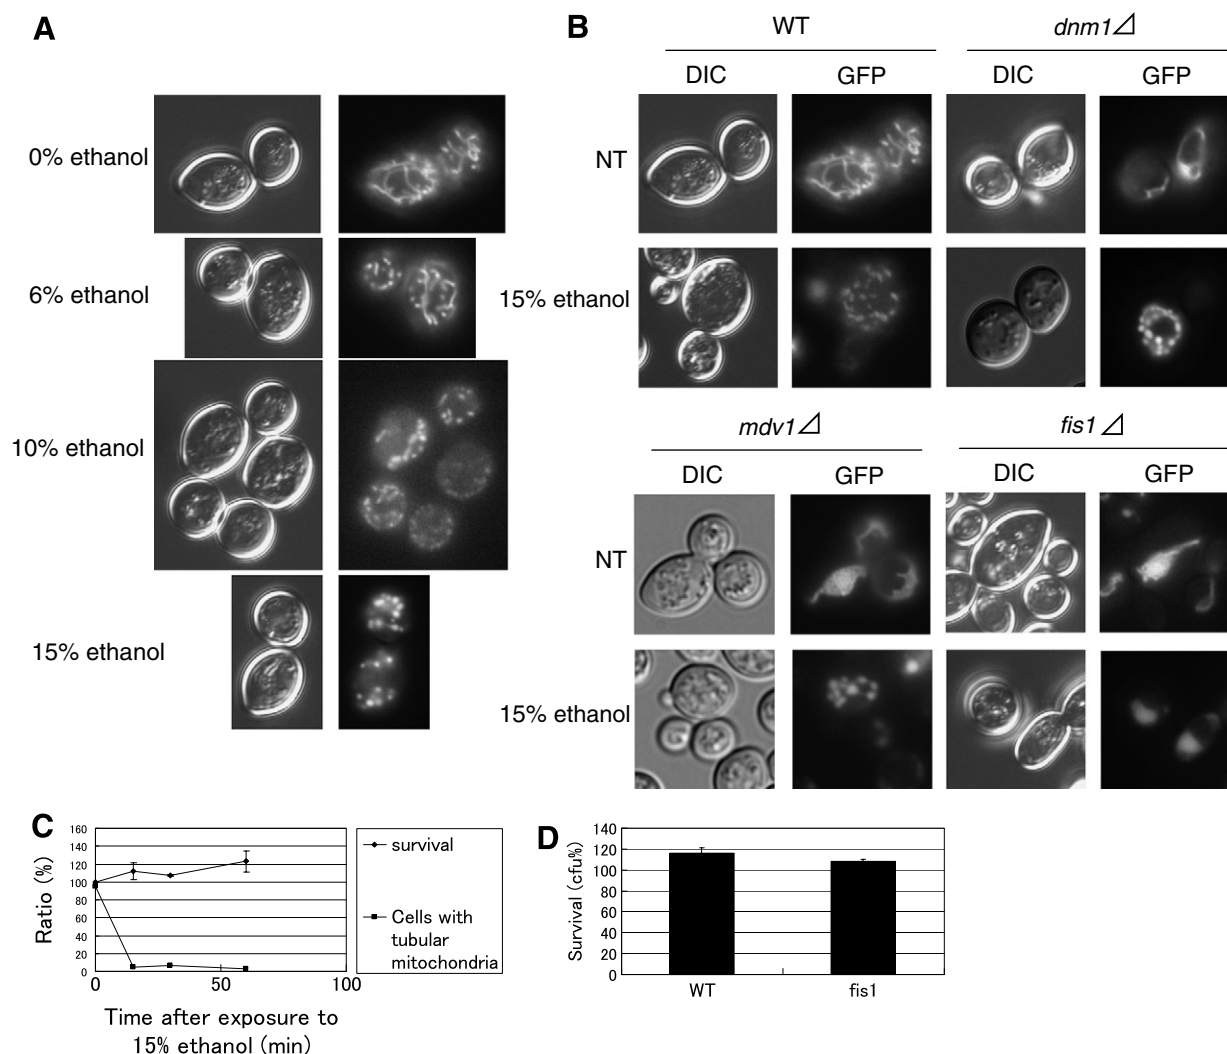 A
0% ethanol
6% ethanol
10% ethanol
15% ethanol
B
WT
dnm1⊿
DIC
GFP
DIC
GFP
NT
15% ethanol
mdv1⊿
fis1⊿
DIC
GFP
DIC
GFP
NT
15% ethanol
C
160
140
120
100
80
60
40
20
0
Ratio (%)
0
50
100
Time after exposure to
15% ethanol (min)
survival
Cells with
tubular
mitochondria
D
140
120
100
80
60
40
20
0
Survival (cfu%)
WT
fis1